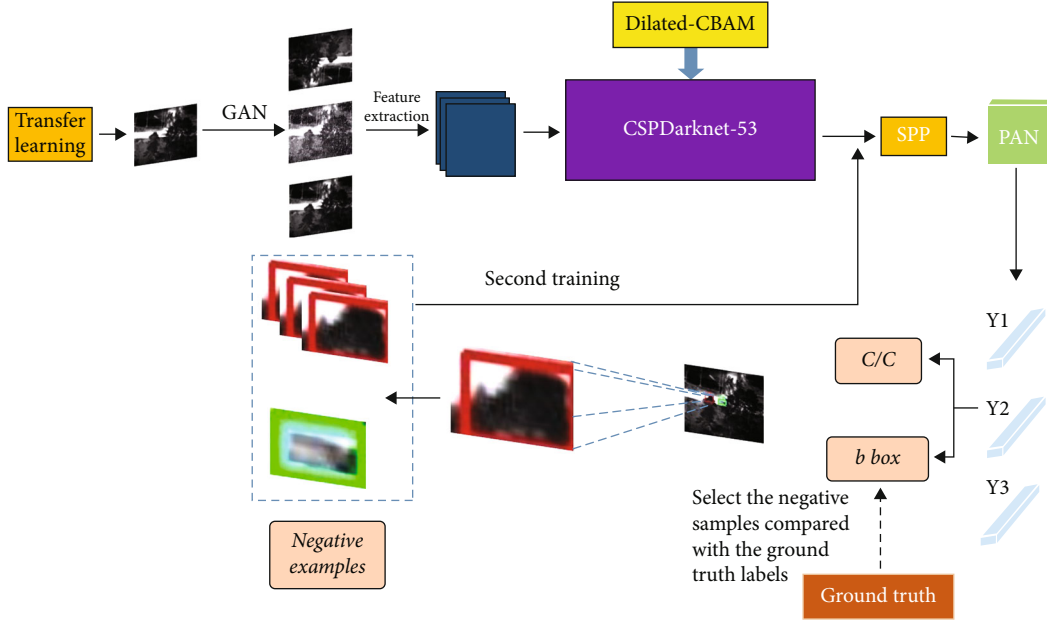 Dilated-CBAM
Transfer
learning
GAN
Feature
extraction
CSPDarknet-53
SPP
PAN
Second training
Y1
C/C
Y2
b box
Y3
Select the negative
samples compared
with the ground
truth labels
Negative
examples
Ground truth